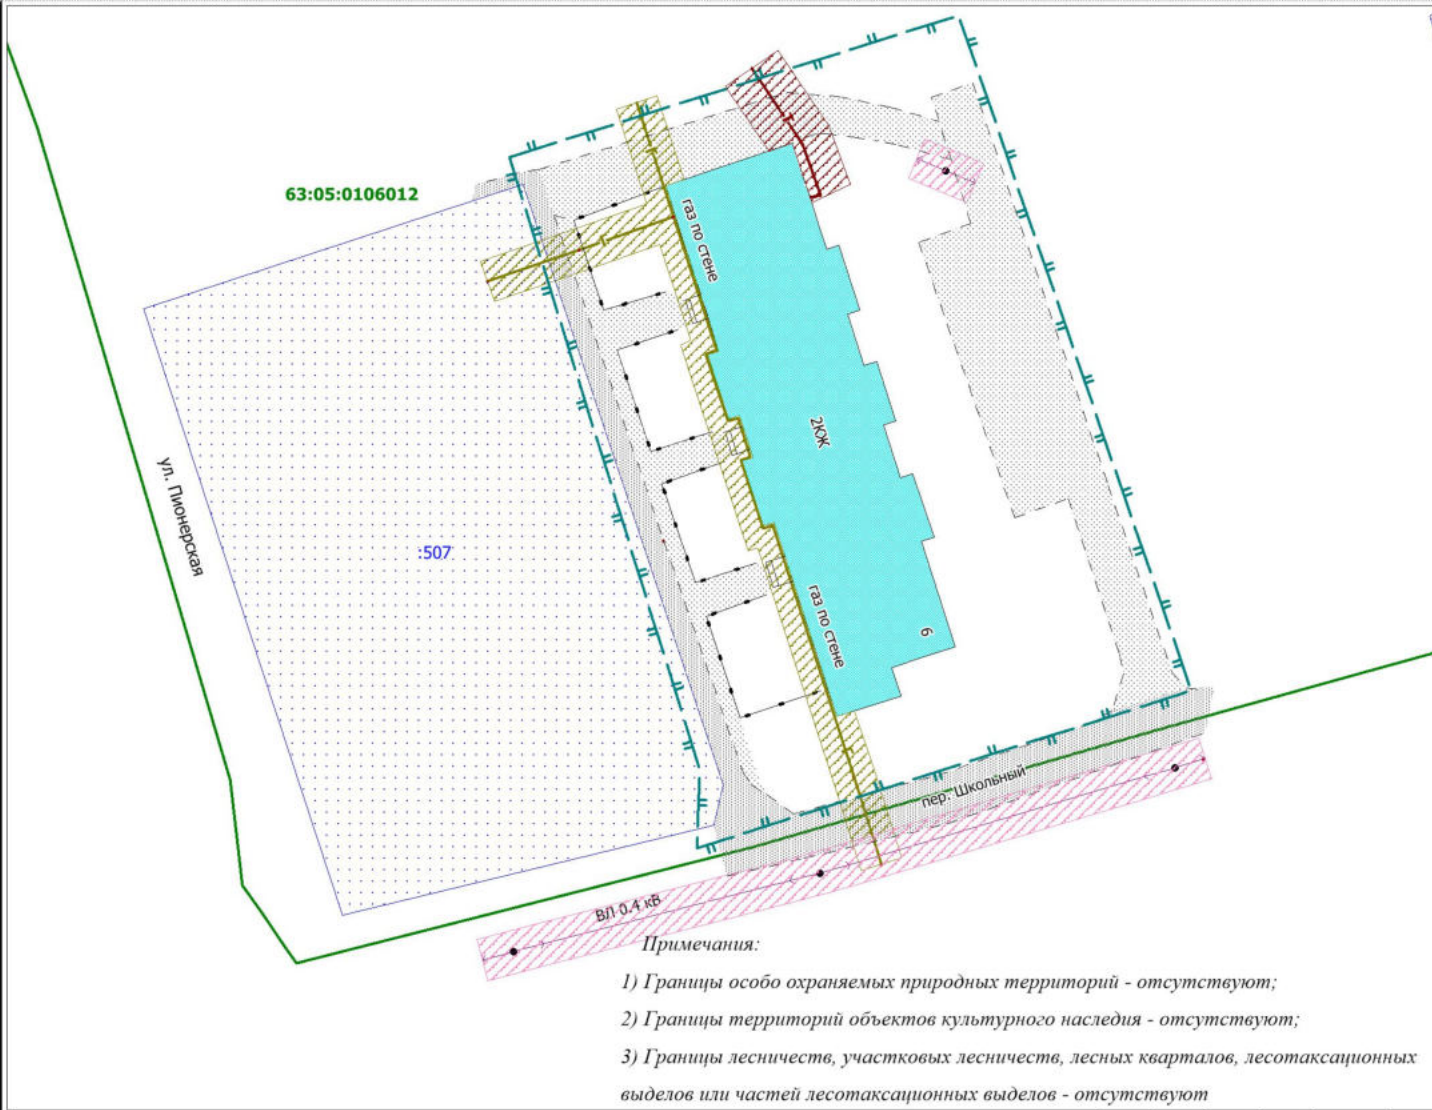 63:05:0106012
газ по стене
2КЖ
ул. Пионерская
:507
газ по стене
6
пер. Школьный
ВЛ 0.4 кВ
Примечания:
1) Границы особо охраняемых природных территорий - отсутствуют;
2) Границы территорий объектов культурного наследия - отсутствуют;
3) Границы лесничеств, участковых лесничеств, лесных кварталов, лесотаксационных
выделов или частей лесотаксационных выделов - отсутствуют